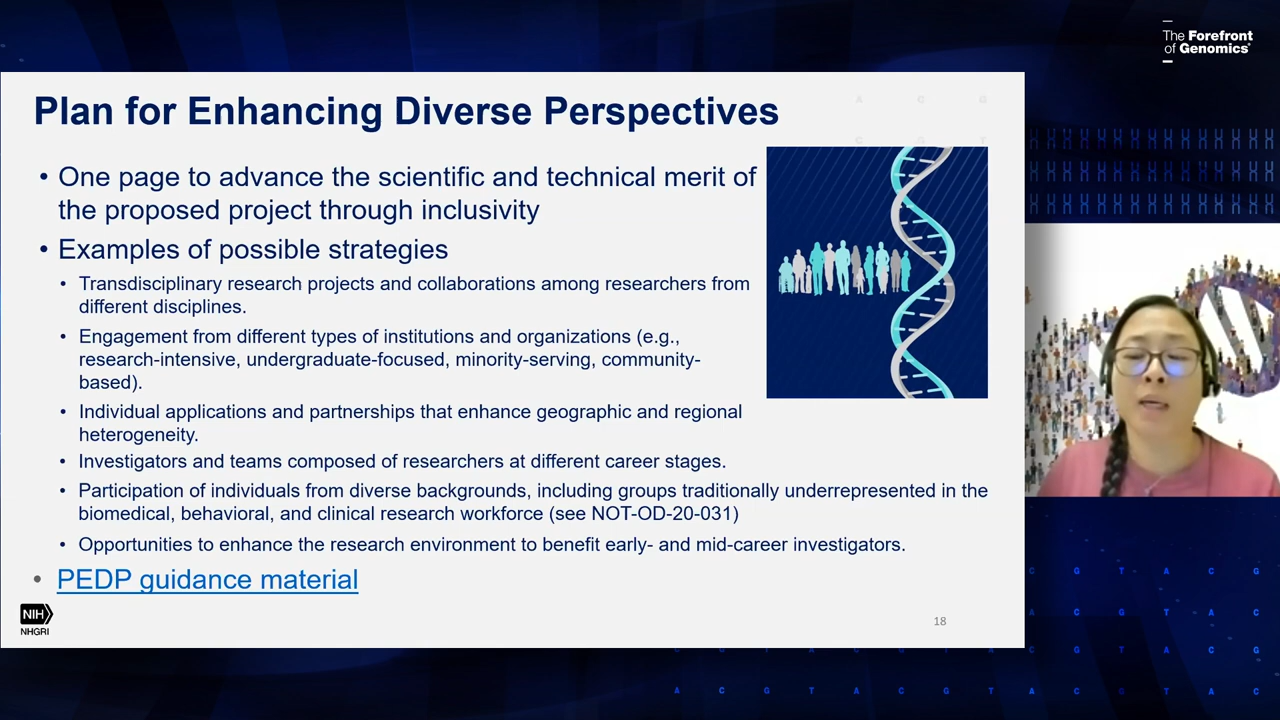 The Forefront
of Genomics®
Plan for Enhancing Diverse Perspectives
A C G
C G T
• One page to advance the scientific and technical merit of
the proposed project through inclusivity
• Examples of possible strategies
• Transdisciplinary research projects and collaborations among researchers from
different disciplines.
• Engagement from different types of institutions and organizations (e.g.,
research-intensive, undergraduate-focused, minority-serving, community-
based).
• Individual applications and partnerships that enhance geographic and regional
heterogeneity.
• Investigators and teams composed of researchers at different career stages.
• Participation of individuals from diverse backgrounds, including groups traditionally underrepresented in the
biomedical, behavioral, and clinical research workforce (see NOT-OD-20-031)
• Opportunities to enhance the research environment to benefit early- and mid-career investigators.
• PEDP guidance material
NIH
NHGRI
18
C G T A C G
A C G T A C
C G T A C G T A C G T A C G
A C G T A C G T A C G T A C